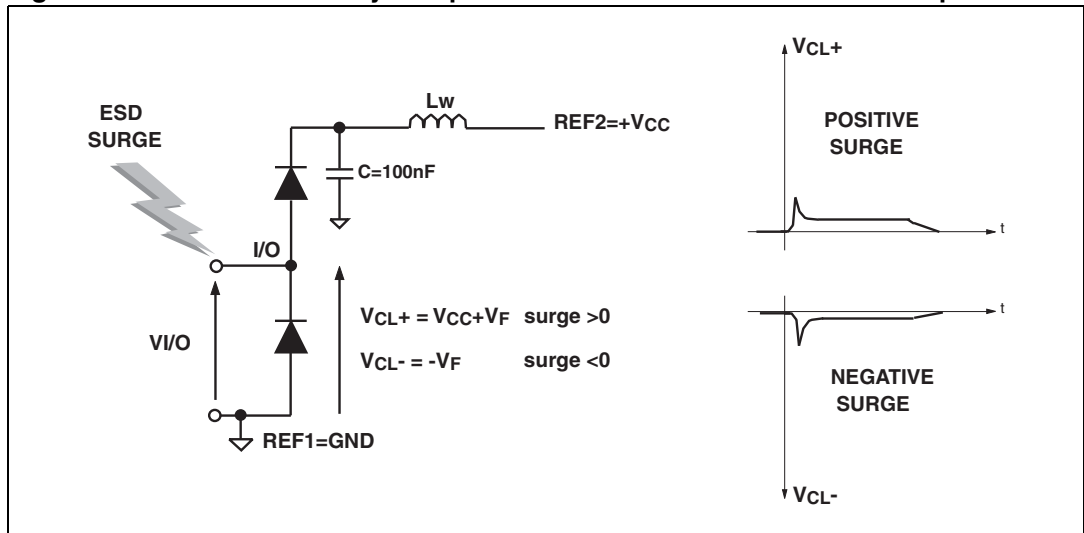 ESD
SURGE
Lw
REF2=+VCC
C=100nF
I/O
VI/O
VCL+ = VCC+VF surge >0
VCL- = -VF surge <0
REF1=GND
VCL+
POSITIVE
SURGE
t
t
NEGATIVE
SURGE
VCL-